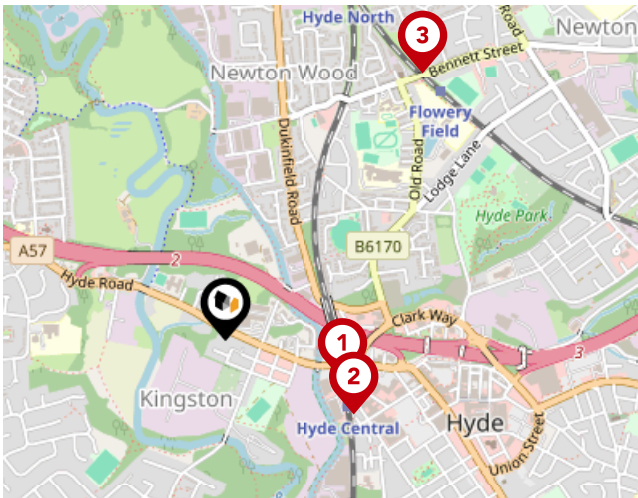 Hyde North
3
Road
Newton
Bennett Street
Newton Wood
Flowery
Field
Dukinfield Road
Old Road
Lodge Lane
Hyde Park
B6170
A57
2
Hyde Road
Clark Way
1
3
2
Kingston
Hyde Central
Hyde
Union Street